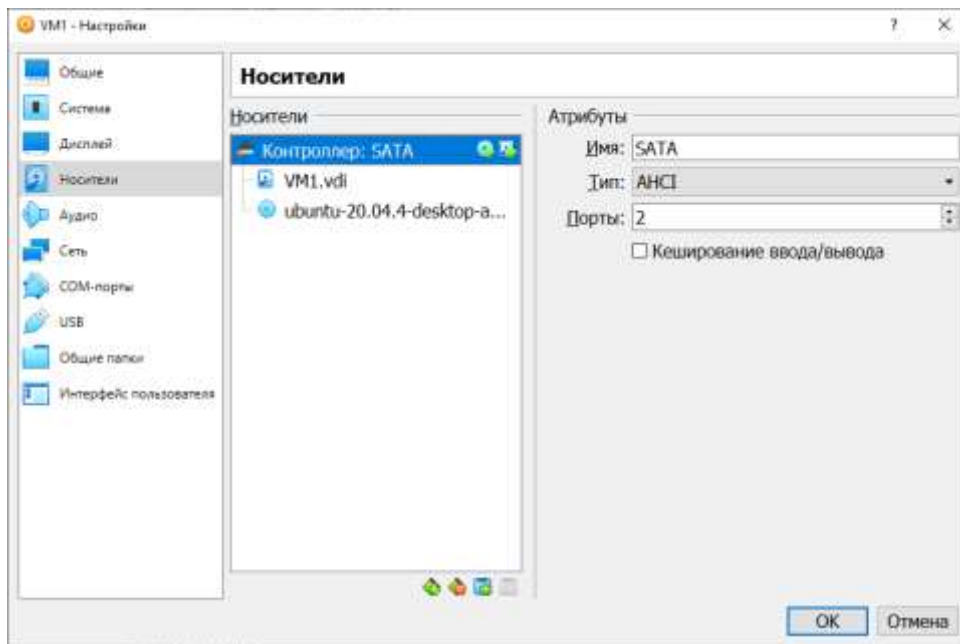 VM1 - Настройки
?
Общие
Система
Дисплей
Носители
Аудио
Сеть
COM-порты
USB
Общие папки
Интерфейс пользователя
Носители
Носители
Контроллер: SATA
VM1.vdi
ubuntu-20.04.4-desktop-a...
Атрибуты
Имя: SATA
Тип: AHCI
Порты: 2
Кеширование ввода/вывода
OK Отмена